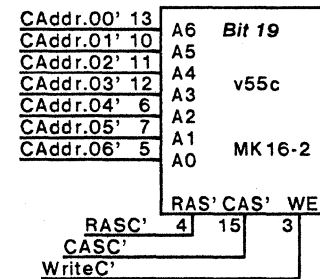 CAddr.00' 13 A6 Bit 19
CAddr.01' 10 A5
CAddr.02' 11 A4 v55c
CAddr.03' 12 A3
CAddr.04' 6 A2
CAddr.05' 7 A1 MK16-2
CAddr.06' 5 A0
RAS' CAS' WE
RASC' 4 15 3
CASC'
WriteC'